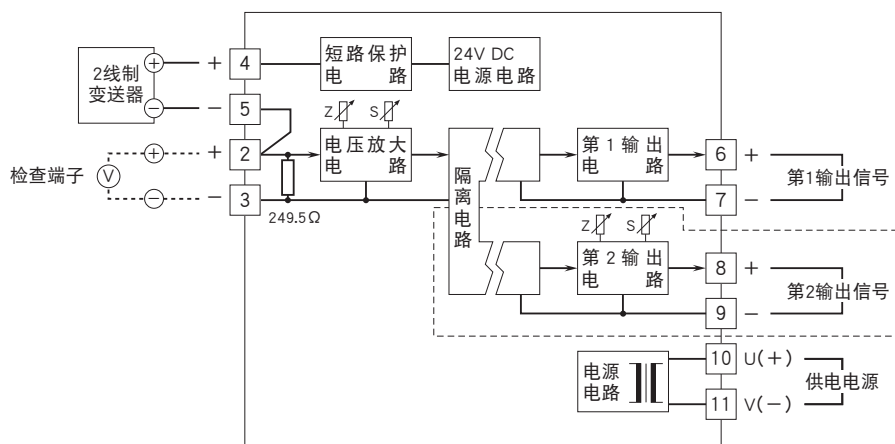 2线制
变送器
+
−
+
−
4
5
短路保护
电路
24V DC
电源电路
Z
S
检查端子
V
+
−
+
−
2
3
249.5Ω
电压放大
电路
隔离电路
第1输出
电路
6
7
+
−
第1输出信号
Z
S
第2输出
电路
8
9
+
−
第2输出信号
电源
电路
10
11
U(+)
V(−)
供电电源